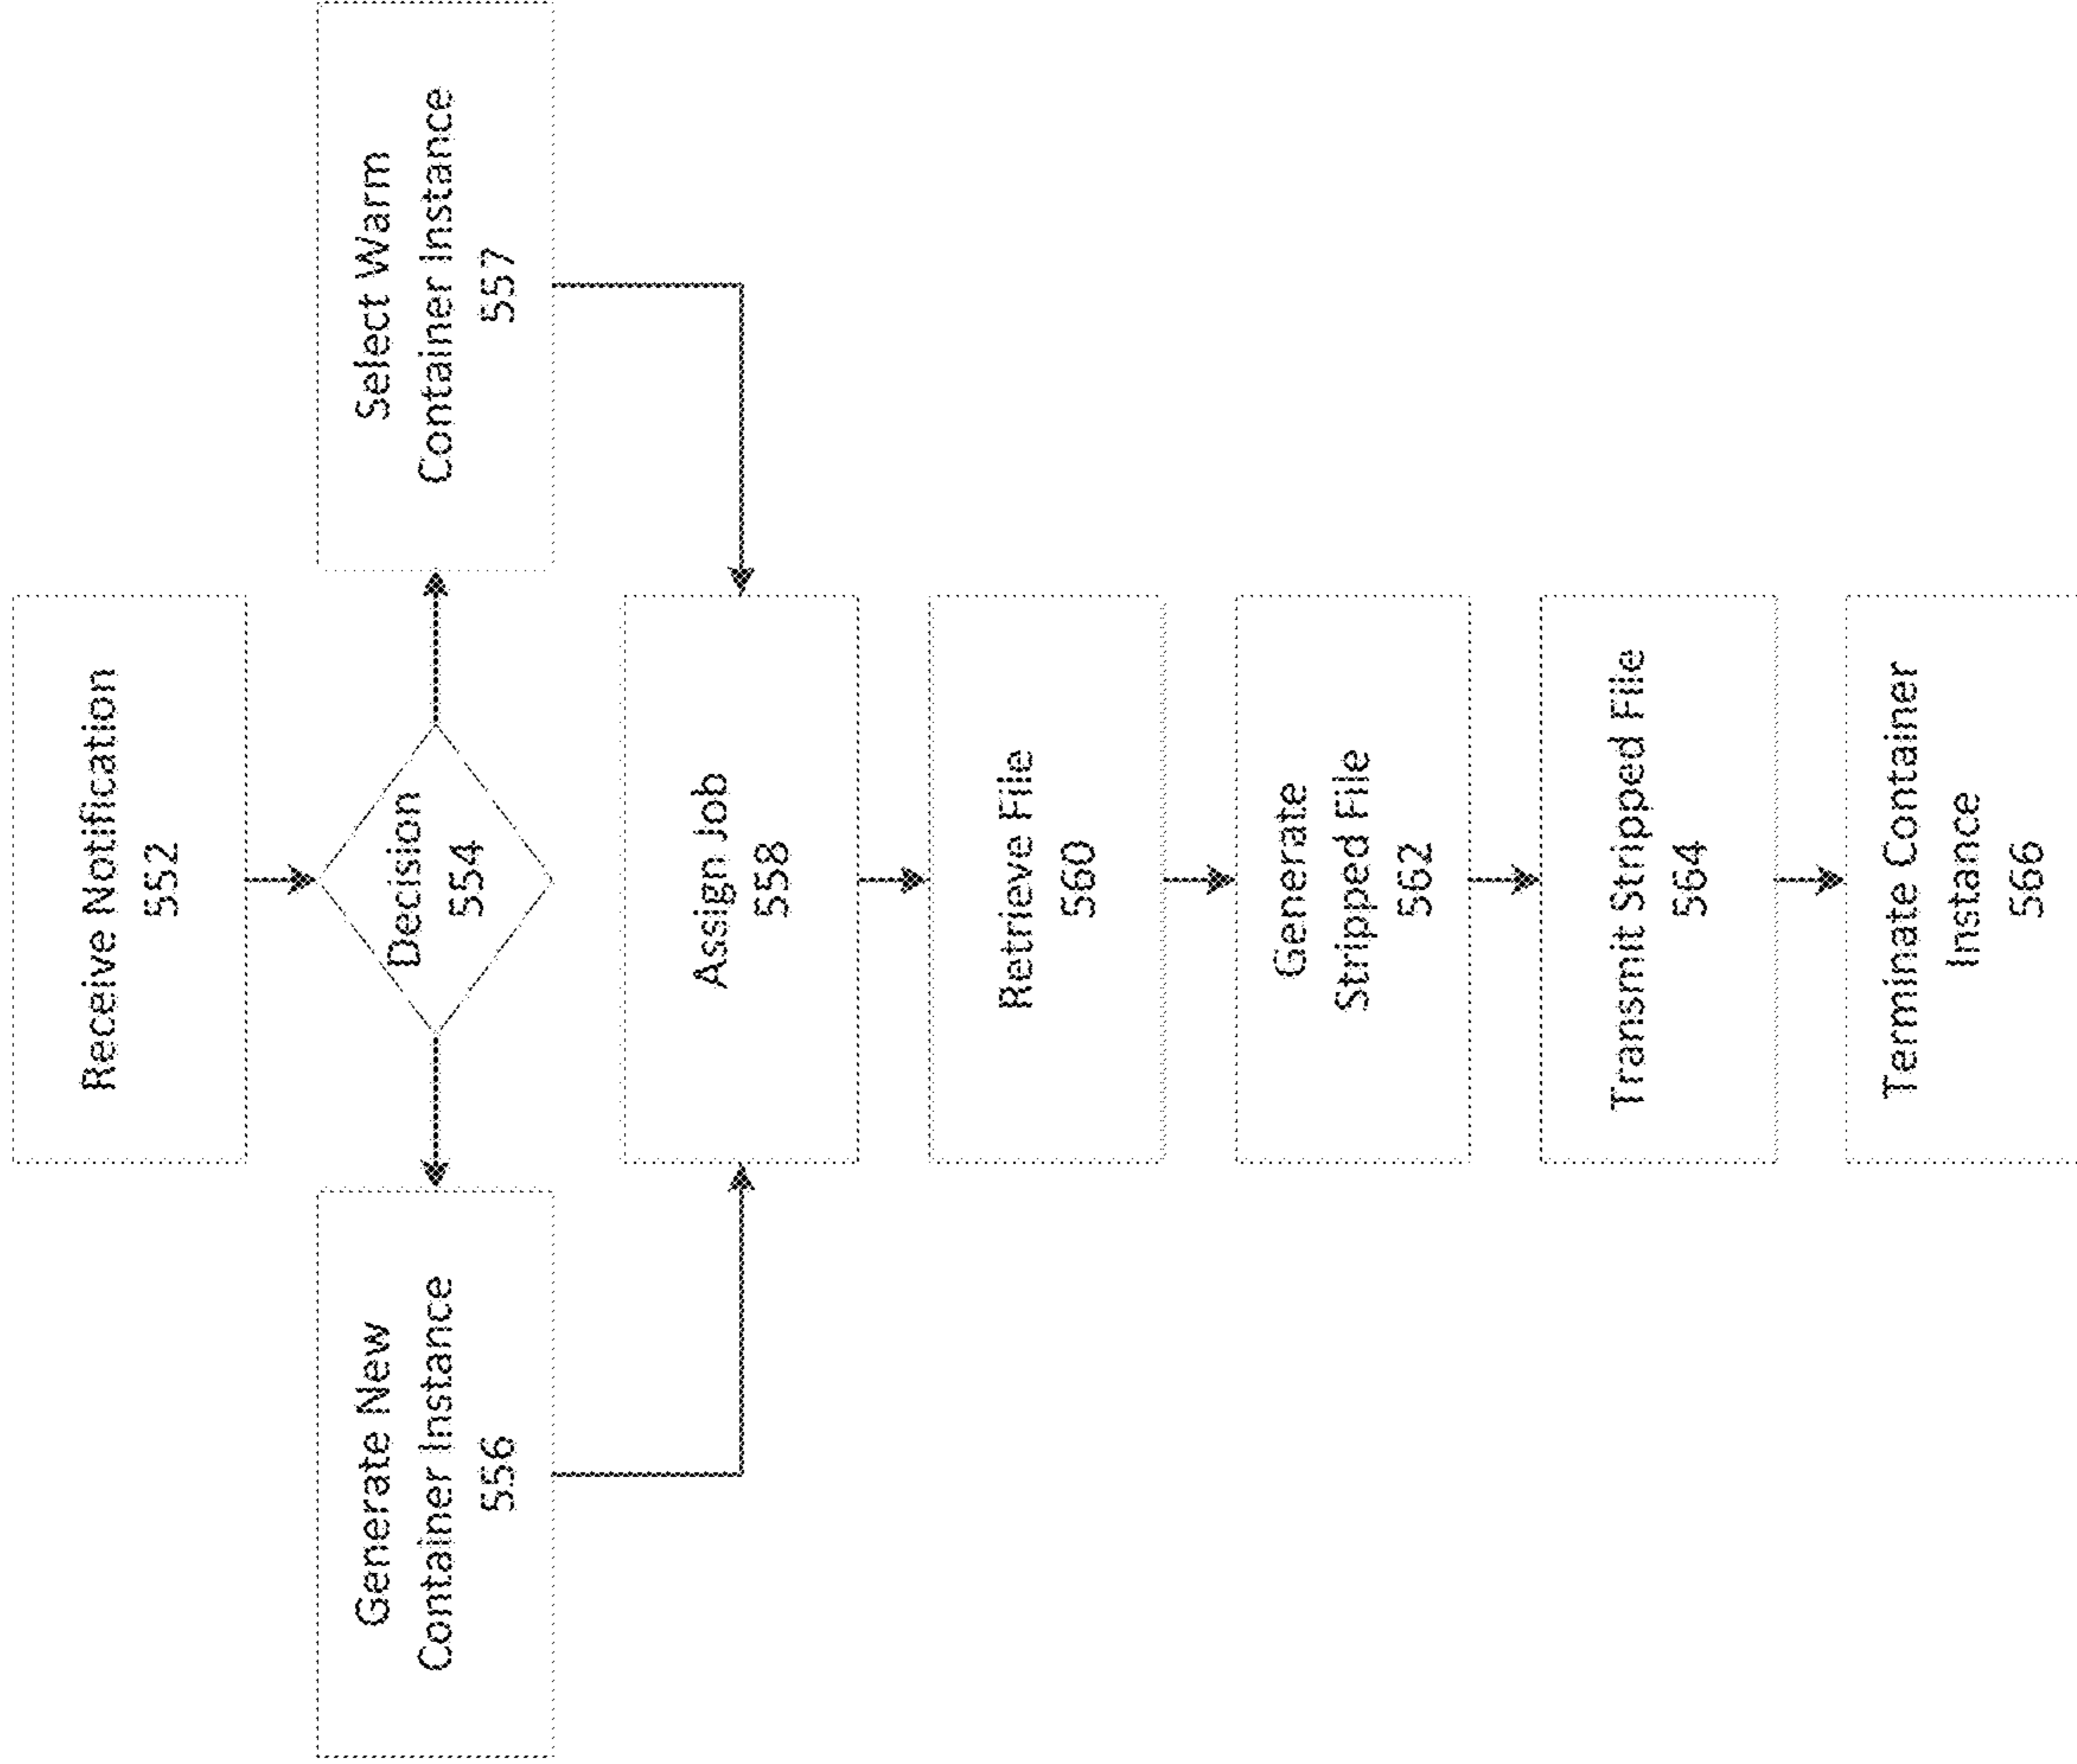 Receive Notification
552
Decision
554
Generate New
Container Instance
556
Select Warm
Container Instance
557
Assign Job
558
Retrieve File
560
Generate
Stripped File
562
Transmit Stripped File
564
Terminate Container
Instance
566